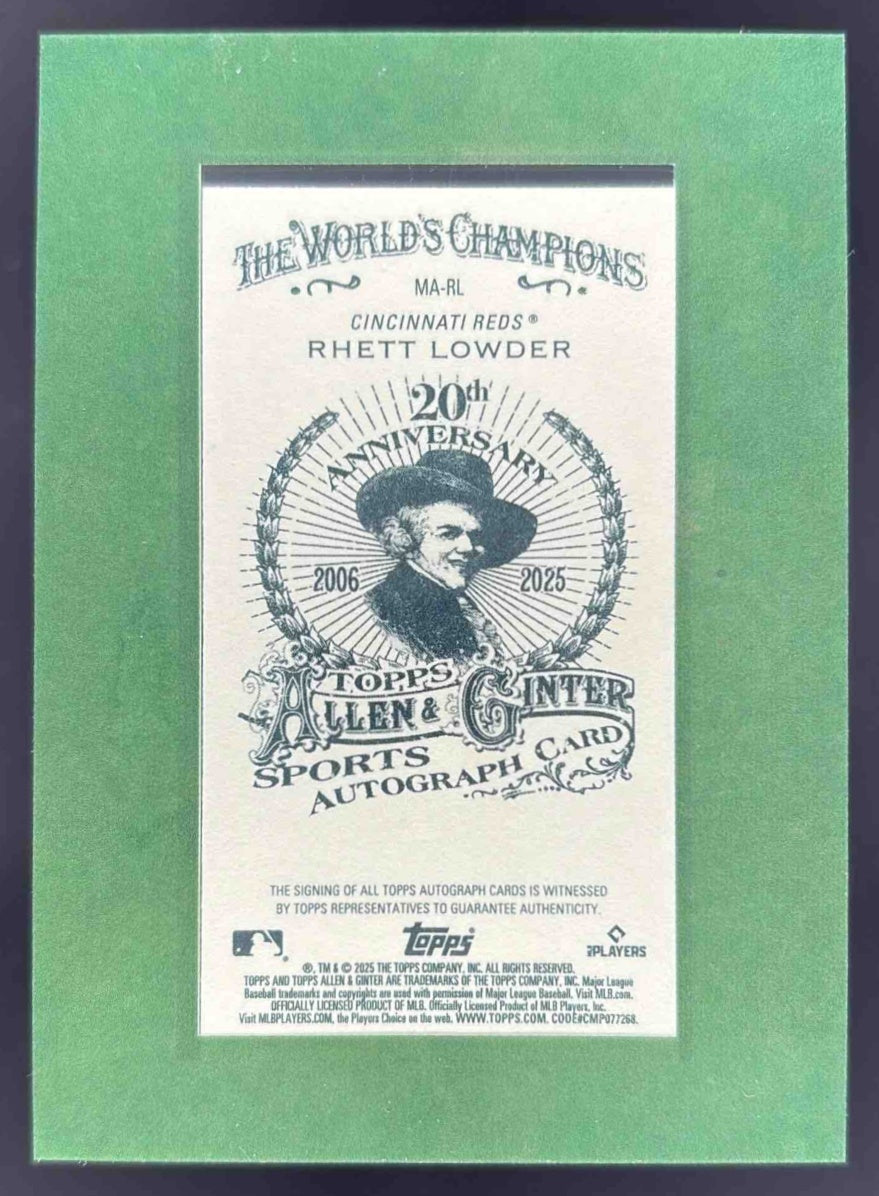 THE WORLD'S CHAMPIONS
MA-RL
CINCINNATI REDS ®
RHETT LOWDER
20th
ANNIVERSARY
2006 2025
TOPPS
ALLEN & GINTER
SPORTS
AUTOGRAPH CARD
THE SIGNING OF ALL TOPPS AUTOGRAPH CARDS IS WITNESSED
BY TOPPS REPRESENTATIVES TO GUARANTEE AUTHENTICITY.
topps
PLAYERS
®, TM & © 2025 THE TOPPS COMPANY, INC. ALL RIGHTS RESERVED.
TOPPS AND TOPPS ALLEN & GINTER ARE TRADEMARKS OF THE TOPPS COMPANY, INC. Major League
Baseball trademarks and copyrights are used with permission of Major League Baseball. Visit MLB.com.
OFFICIALLY LICENSED PRODUCT OF MLB. Officially Licensed Product of MLB Players, Inc.
Visit MLBPLAYERS.COM, the Players Choice on the web. WWW.TOPPS.COM. CODE#CMP077268.